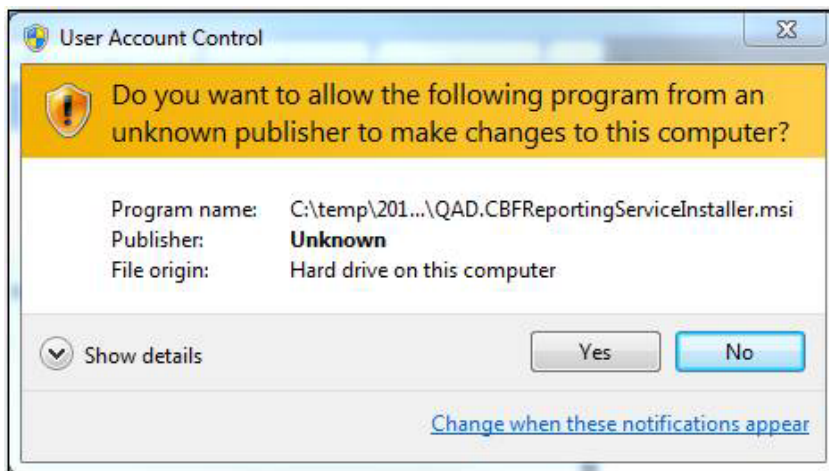 User Account Control
Do you want to allow the following program from an
unknown publisher to make changes to this computer?
Program name: C:\temp\201...\QAD.CBFReportingServiceInstaller.msi
Publisher: Unknown
File origin: Hard drive on this computer
Show details
Yes No
Change when these notifications appear